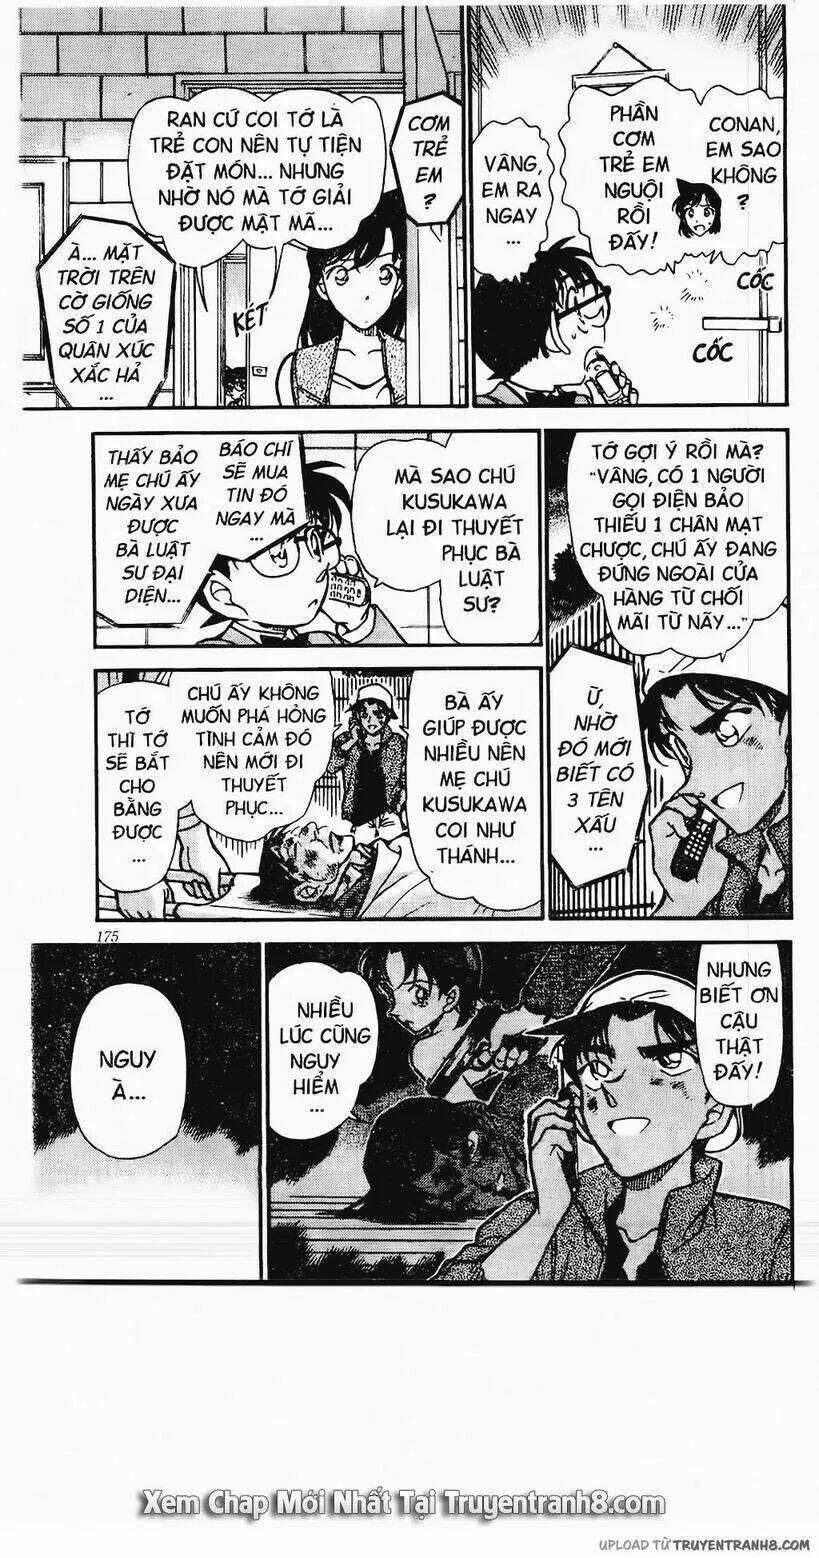 CONAN,
EM SAO
KHÔNG
?
PHẦN
CƠM
TRẺ EM
NGUỘI
RỒI
ĐẤY!
VÂNG,
EM RA
NGAY
...
CỐC
CỐC
CƠM
TRẺ
EM
?
RAN CỨ COI TỚ LÀ
TRẺ CON NÊN TỰ TIỆN
ĐẶT MÓN... NHƯNG
NHỜ NÓ MÀ TỚ GIẢI
ĐƯỢC MẬT MÃ...
KÉT
À... MẶT
TRỜI TRÊN
CỜ GIỐNG
SỐ 1 CỦA
QUÂN XÚC
XẮC HẢ
...
TỚ GỢI Ý RỒI MÀ?
"VÂNG, CÓ 1 NGƯỜI
GỌI ĐIỆN BẢO
THIẾU 1 CHÂN MẠT
CHƯỢC, CHÚ ẤY ĐANG
ĐỨNG NGOÀI CỬA
HÀNG TỪ CHỐI
MÃI TỪ NÃY..."
Ừ,
NHỜ
ĐÓ MỚI
BIẾT CÓ
3 TÊN
XẤU
...
MÀ SAO CHÚ
KUSUKAWA
LẠI ĐI THUYẾT
PHỤC BÀ
LUẬT
SƯ?
BÁO CHÍ
SẼ MUA
TIN ĐÓ
NGAY MÀ
...
THẤY BẢO
MẸ CHÚ ẤY
NGÀY XƯA
ĐƯỢC
BÀ LUẬT
SƯ ĐẠI
DIỆN...
BÀ ẤY
GIÚP ĐƯỢC
NHIỀU NÊN
MẸ CHÚ
KUSUKAWA
COI NHƯ
THÁNH...
CHÚ ẤY KHÔNG
MUỐN PHÁ HỎNG
TÌNH CẢM ĐÓ
NÊN MỚI ĐI
THUYẾT
PHỤC...
TỚ
THÌ TỚ
SẼ BẮT
CHO
BẰNG
ĐƯỢC
...
175
NHƯNG
BIẾT ƠN
CẬU
THẬT
ĐẤY!
NHIỀU
LÚC CŨNG
NGUY
HIỂM
...
NGUY
À...
Xem Chap Mới Nhất Tại Truyentranh8.com
UPLOAD TỪ TRUYENTRANH8.COM